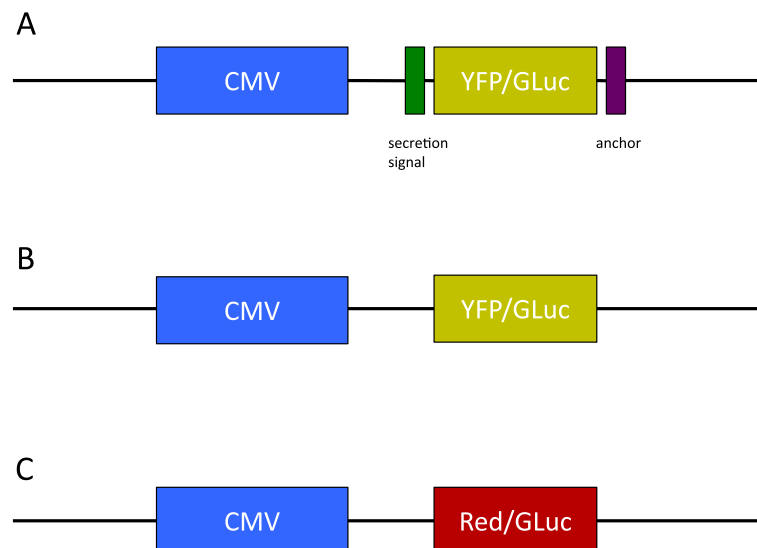 A
CMV
YFP/GLuc
secretion
signal
anchor
B
CMV
YFP/GLuc
C
CMV
Red/GLuc